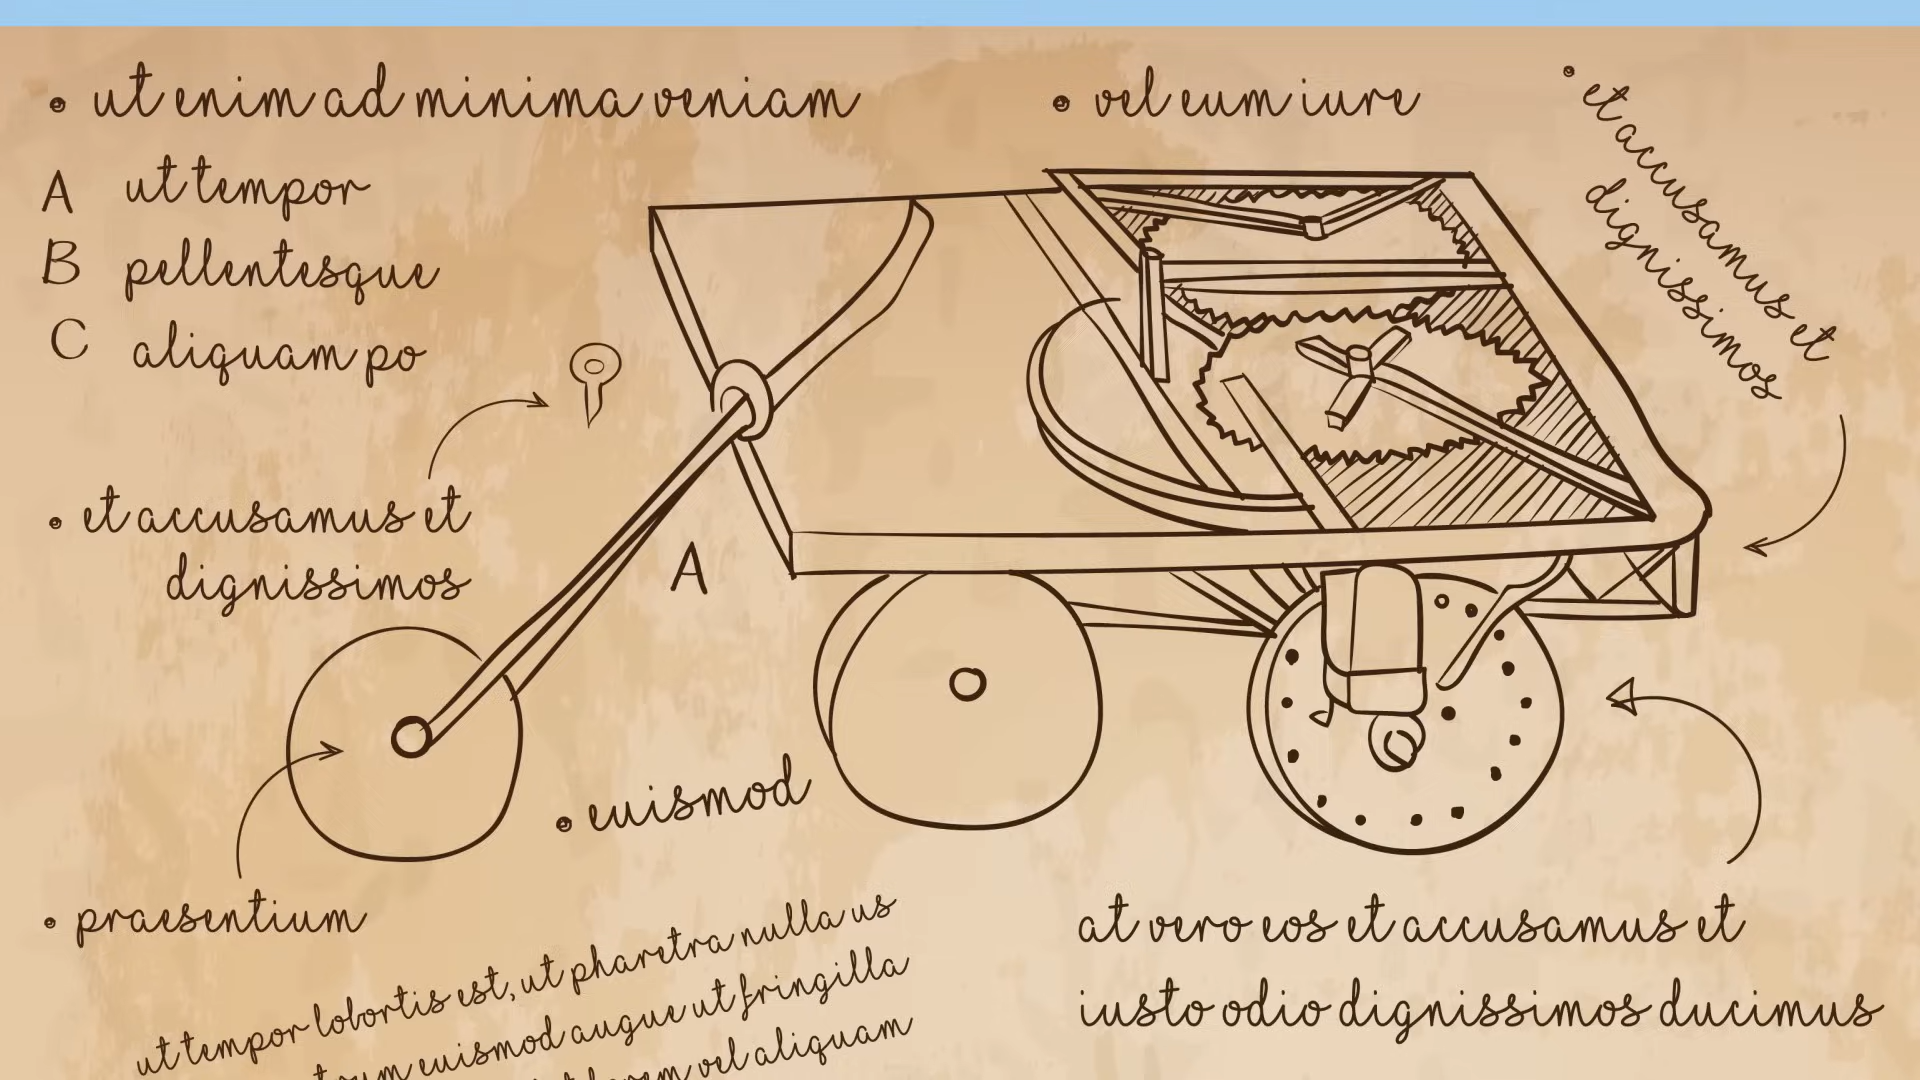 ut enim ad minima veniam
A ut tempor
B pellentesque
C aliquam po
vel eum iure
et accusamus et
dignissimos
et accusamus et
dignissimos
A
euismod
praesentium
ut tempor lobortis est, ut pharetra nulla us
euismod augue ut fringilla
vel aliquam
at vero eos et accusamus et
iusto odio dignissimos ducimus